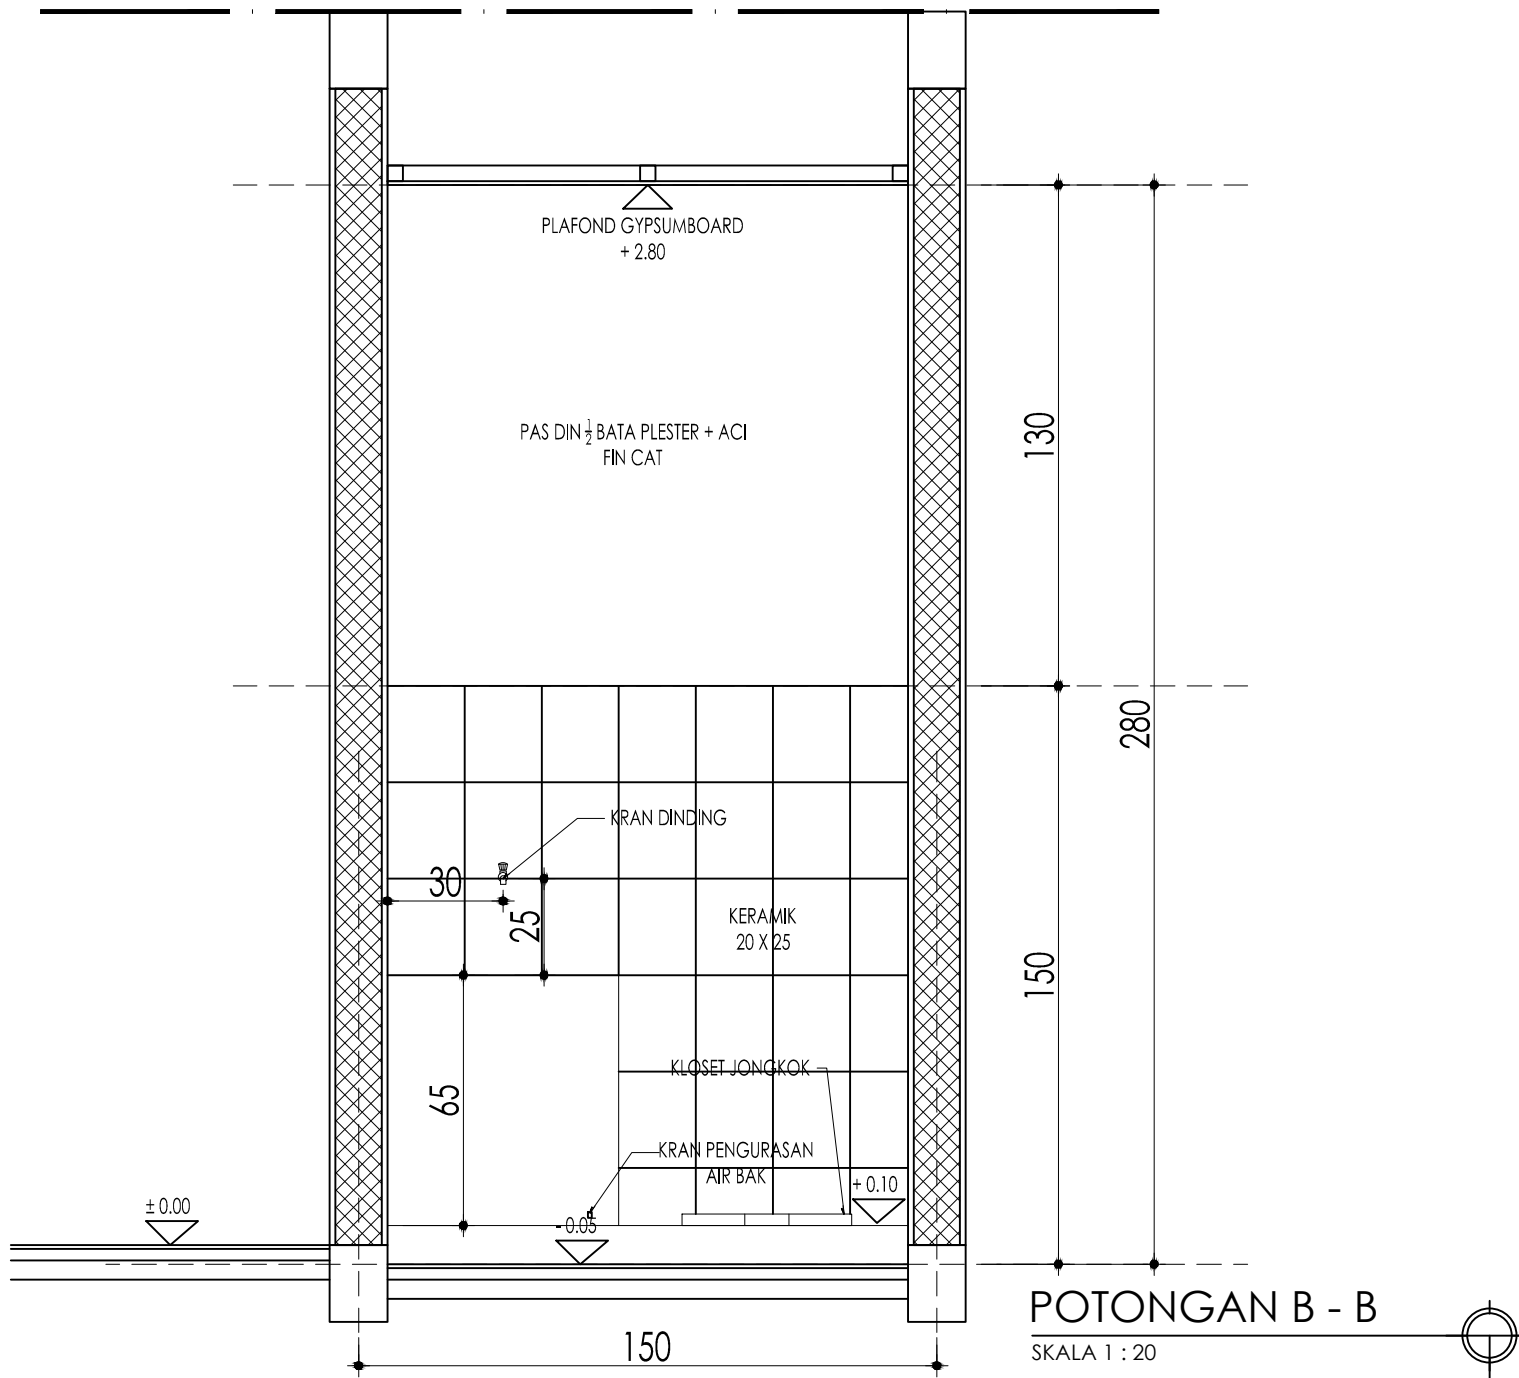 PLAFOND GYPSUMBOARD
+ 2.80
PAS DIN ½ BATA PLESTER + ACI
FIN CAT
130
280
KRAN DINDING
30
25
KERAMIK
20 X 25
150
KLOSET JONGKOK
65
KRAN PENGURASAN
AIR BAK
+ 0.10
± 0.00
- 0.05
150
POTONGAN B - B
SKALA 1 : 20